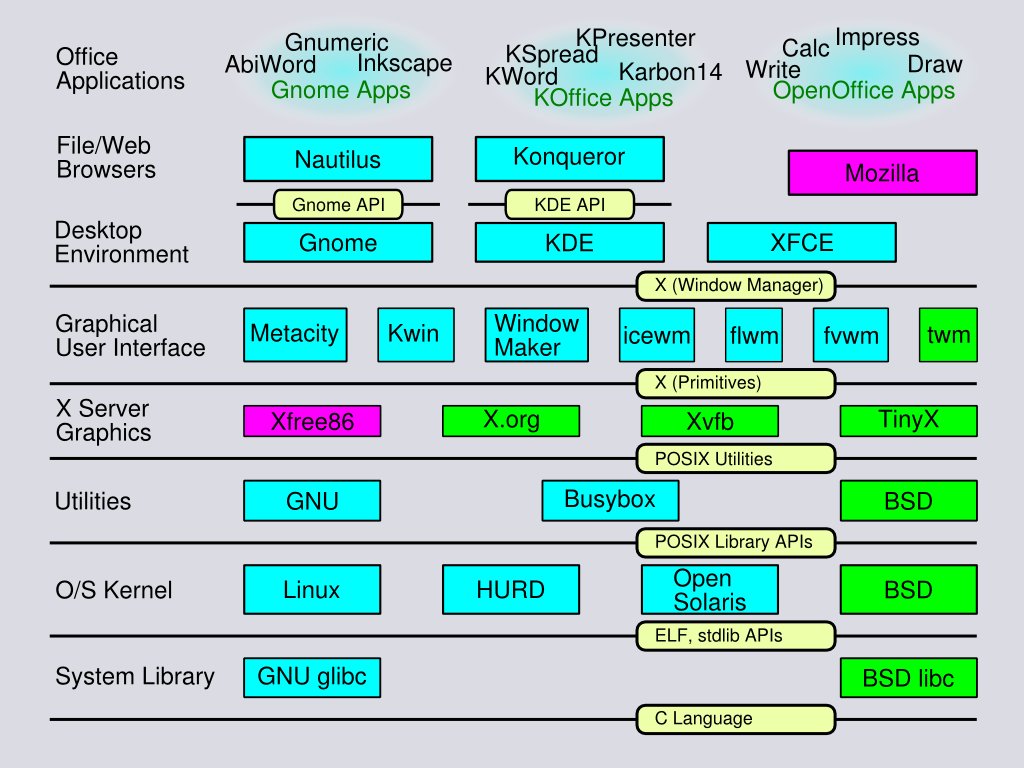 Office
Applications
Gnumeric
AbiWord
Inkscape
Gnome Apps
KPresenter
KSpread
KWord
Karbon14
KOffice Apps
Impress
Calc
Write
Draw
OpenOffice Apps
File/Web
Browsers
Nautilus
Konqueror
Mozilla
Gnome API
KDE API
Desktop
Environment
Gnome
KDE
XFCE
X (Window Manager)
Graphical
User Interface
Metacity
Kwin
Window
Maker
icewm
flwm
fvwm
twm
X (Primitives)
X Server
Graphics
Xfree86
X.org
Xvfb
TinyX
POSIX Utilities
Utilities
GNU
Busybox
BSD
POSIX Library APIs
O/S Kernel
Linux
HURD
Open
Solaris
BSD
ELF, stdlib APIs
System Library
GNU glibc
BSD libc
C Language